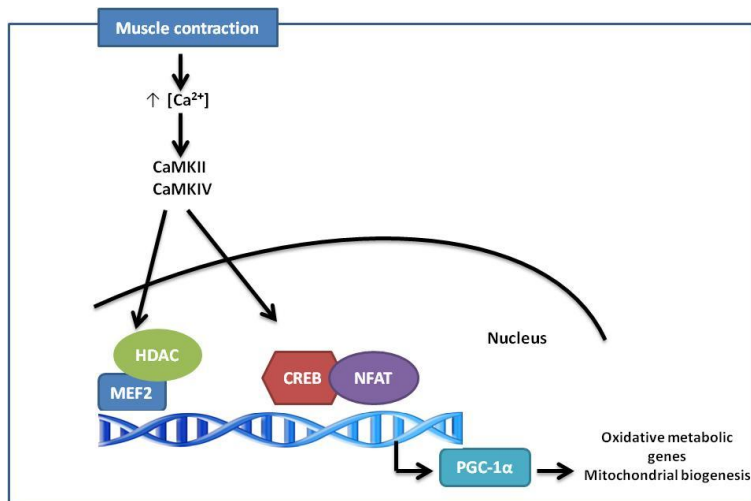 Muscle contraction
↑ [Ca²⁺]
CaMKII
CaMKIV
Nucleus
HDAC
MEF2
CREB
NFAT
PGC-1α
Oxidative metabolic
genes
Mitochondrial biogenesis